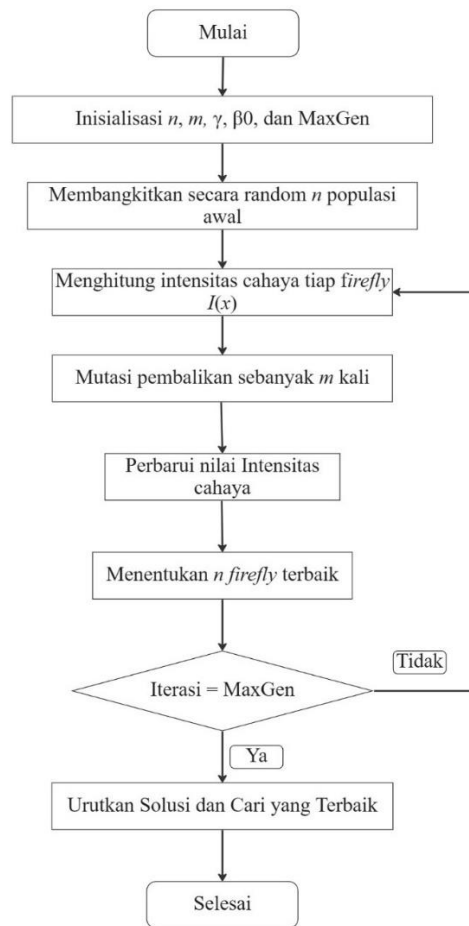 Mulai
Inisialisasi n, m, γ, β0, dan MaxGen
Membangkitkan secara random n populasi
awal
Menghitung intensitas cahaya tiap firefly
I(x)
Mutasi pembalikan sebanyak m kali
Perbarui nilai Intensitas
cahaya
Menentukan n firefly terbaik
Tidak
Iterasi = MaxGen
Ya
Urutkan Solusi dan Cari yang Terbaik
Selesai